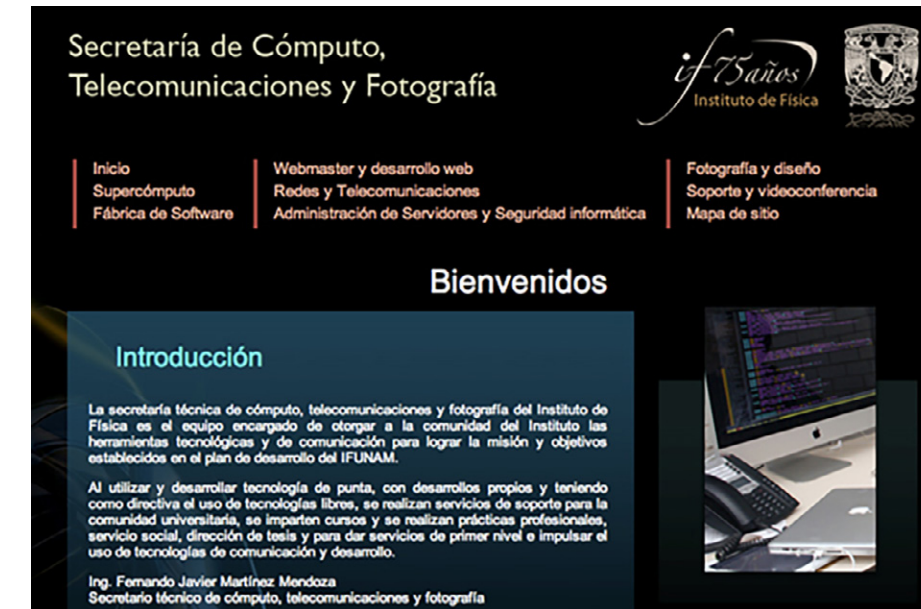 Secretaría de Cómputo,
Telecomunicaciones y Fotografía
if 75años
Instituto de Física
Inicio
Supercómputo
Fábrica de Software
Webmaster y desarrollo web
Redes y Telecomunicaciones
Administración de Servidores y Seguridad informática
Fotografía y diseño
Soporte y videoconferencia
Mapa de sitio
Bienvenidos
Introducción
La secretaría técnica de cómputo, telecomunicaciones y fotografía del Instituto de
Física es el equipo encargado de otorgar a la comunidad del Instituto las
herramientas tecnológicas y de comunicación para lograr la misión y objetivos
establecidos en el plan de desarrollo del IFUNAM.
Al utilizar y desarrollar tecnología de punta, con desarrollos propios y teniendo
como directiva el uso de tecnologías libres, se realizan servicios de soporte para la
comunidad universitaria, se imparten cursos y se realizan prácticas profesionales,
servicio social, dirección de tesis y para dar servicios de primer nivel e impulsar el
uso de tecnologías de comunicación y desarrollo.
Ing. Fernando Javier Martínez Mendoza
Secretario técnico de cómputo, telecomunicaciones y fotografía